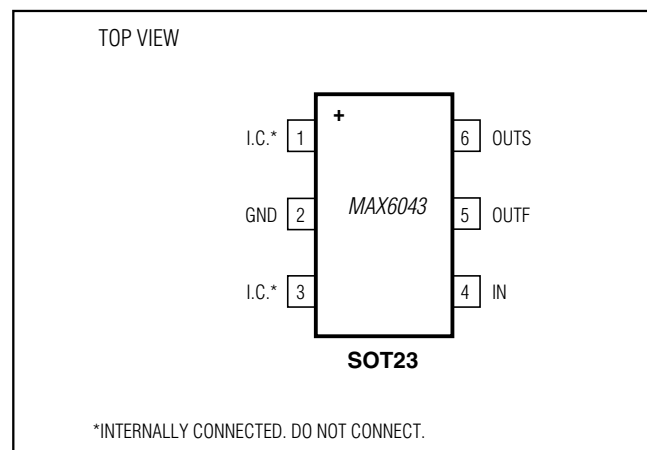 TOP VIEW
+
I.C.* 1 6 OUTS
GND 2 MAX6043 5 OUTF
I.C.* 3 4 IN
SOT23
*INTERNALLY CONNECTED. DO NOT CONNECT.